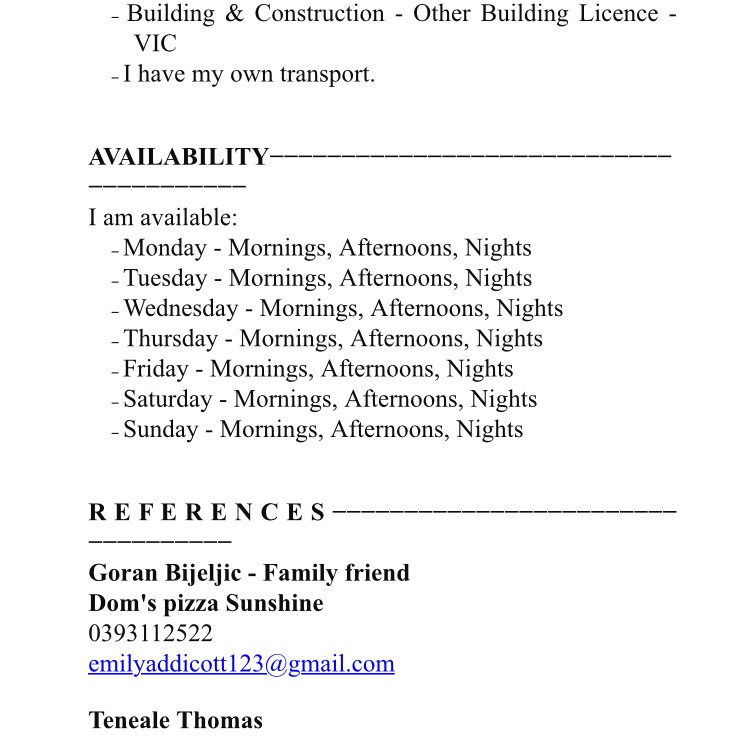 - Building & Construction - Other Building Licence -
VIC
- I have my own transport.
AVAILABILITY–––––––––––––––––––––––––––––
–––––––––––
I am available:
- Monday - Mornings, Afternoons, Nights
- Tuesday - Mornings, Afternoons, Nights
- Wednesday - Mornings, Afternoons, Nights
- Thursday - Mornings, Afternoons, Nights
- Friday - Mornings, Afternoons, Nights
- Saturday - Mornings, Afternoons, Nights
- Sunday - Mornings, Afternoons, Nights
R E F E R E N C E S –––––––––––––––––––––––––
––––––––––
Goran Bijeljic - Family friend
Dom's pizza Sunshine
0393112522
emilyaddicott123@gmail.com
Teneale Thomas